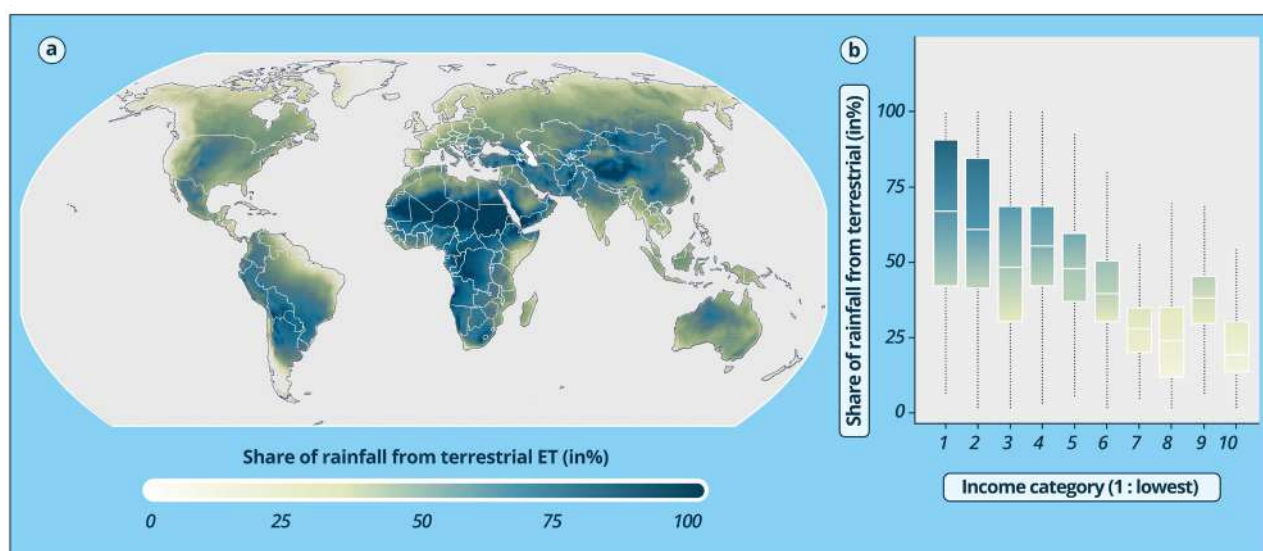 a
Share of rainfall from terrestrial ET (in%)
0 25 50 75 100
b
Share of rainfall from terrestrial (in%)
100
75
50
25
0
1 2 3 4 5 6 7 8 9 10
Income category (1 : lowest)